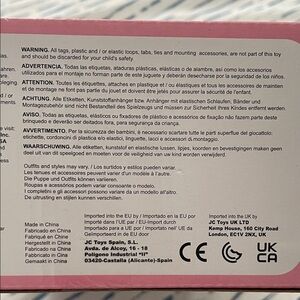 WARNING. All tags, plastic and / or elastic loops, tabs, ties and mounting accessories, are not part of this toy
and should be discarded for your child's safety.
ADVERTENCIA. Todas las etiquetas, ataduras plásticas, elásticas o de sujeción, así como los accesorios
utilizados para el montaje no forman parte de este juguete y deberán desecharse por la seguridad de los niños.
ATTENTION. Toutes les étiquettes, attaches en plastique et / ou élastiques et tous les accessoires de maintien
et de montage ne font pas partie du jouet et doivent être jetés pour la sécurité de votre enfant.
ACHTUNG. Alle Etiketten, Kunststoffanhänger bzw. Anhänger mit elastischen Schlaufen, Bänder und
Montagezubehör sind nicht Bestandteil dieses Spielzeugs und müssen zur Sicherheit Ihres Kindes entfernt werden.
AVISO. Todas as etiquetas, elásticos ou fixadores de plástico e acessórios de fixação não fazem parte deste
brinquedo e deverão ser deitados fora, para segurança da criança.
AVVERTIMENTO. Per la sicurezza dei bambini, è necessario scartare tutte le parti superflue del giocattolo:
etichette, cordoncini di plastica e/o elastici, linguette, lacci o accessori di montaggio.
WAARSCHUWING. Alle etiketten, kunststof en elastische lussen, lipjes, koorden en bevestigingen maken geen
deel uit van dit speelgoed en moeten voor de veiligheid van uw kind worden verwijderd.
Outfits and styles may vary. / Los surtidos y estilos pueden variar.
Les tenues et accessoires peuvent varier d'un modèle à l'autre.
Die Puppe und Outfits können variieren.
Roupas e acessórios podem variar consoante o modelo.
I completi e gli accessori possono variare da un modello all'altro.
Outfits en stijlen kunnen variëren.
Made in China
Fabricado en China
Fabriqué en Chine
Hergestellt in China
Fabricado na China
Fabbricato in Cina
Gemaakt in China
Imported into the EU by / Importado en la EU por
Importé dans l'UE par / EU-Import durch
Importado na UE por / Importato nell'EU da
Geïmporteerd in de EU door
JC Toys Spain, S.L.
Avda. de Alcoy, 16 - 18
Polígono Industrial "II"
03420-Castalla (Alicante)-Spain
CE
Imported into the UK by
JC Toys UK LTD
Kemp House, 160 City Road
London, EC1V 2NX, UK
UK
CA